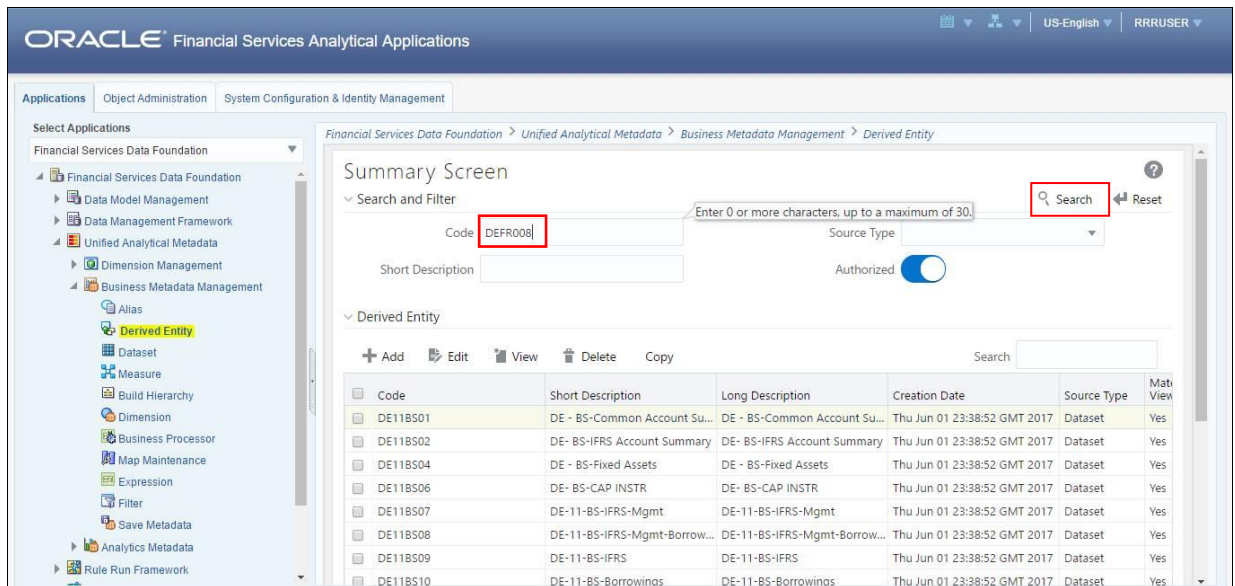 US-English RRRUSER
ORACLE Financial Services Analytical Applications
Applications Object Administration System Configuration & Identity Management
Select Applications
Financial Services Data Foundation
Financial Services Data Foundation
Data Model Management
Data Management Framework
Unified Analytical Metadata
Dimension Management
Business Metadata Management
Alias
Derived Entity
Dataset
Measure
Build Hierarchy
Dimension
Business Processor
Map Maintenance
Expression
Filter
Save Metadata
Analytics Metadata
Rule Run Framework
Financial Services Data Foundation > Unified Analytical Metadata > Business Metadata Management > Derived Entity
Summary Screen
Search and Filter
Search Reset
Enter 0 or more characters, up to a maximum of 30.
Code DEFR008 Source Type
Short Description Authorized
Derived Entity
Add Edit View Delete Copy Search
Code Short Description Long Description Creation Date Source Type Mate View
DE11BS01 DE - BS-Common Account Su... DE - BS-Common Account Su... Thu Jun 01 23:38:52 GMT 2017 Dataset Yes
DE11BS02 DE- BS-IFRS Account Summary DE- BS-IFRS Account Summary Thu Jun 01 23:38:52 GMT 2017 Dataset Yes
DE11BS04 DE - BS-Fixed Assets DE - BS-Fixed Assets Thu Jun 01 23:38:52 GMT 2017 Dataset Yes
DE11BS06 DE- BS-CAP INSTR DE- BS-CAP INSTR Thu Jun 01 23:38:52 GMT 2017 Dataset Yes
DE11BS07 DE-11-BS-IFRS-Mgmt DE-11-BS-IFRS-Mgmt Thu Jun 01 23:38:52 GMT 2017 Dataset Yes
DE11BS08 DE-11-BS-IFRS-Mgmt-Borrow... DE-11-BS-IFRS-Mgmt-Borrow... Thu Jun 01 23:38:52 GMT 2017 Dataset Yes
DE11BS09 DE-11-BS-IFRS DE-11-BS-IFRS Thu Jun 01 23:38:52 GMT 2017 Dataset Yes
DE11BS10 DE-11-BS-Borrowings DE-11-BS-Borrowings Thu Jun 01 23:38:52 GMT 2017 Dataset Yes